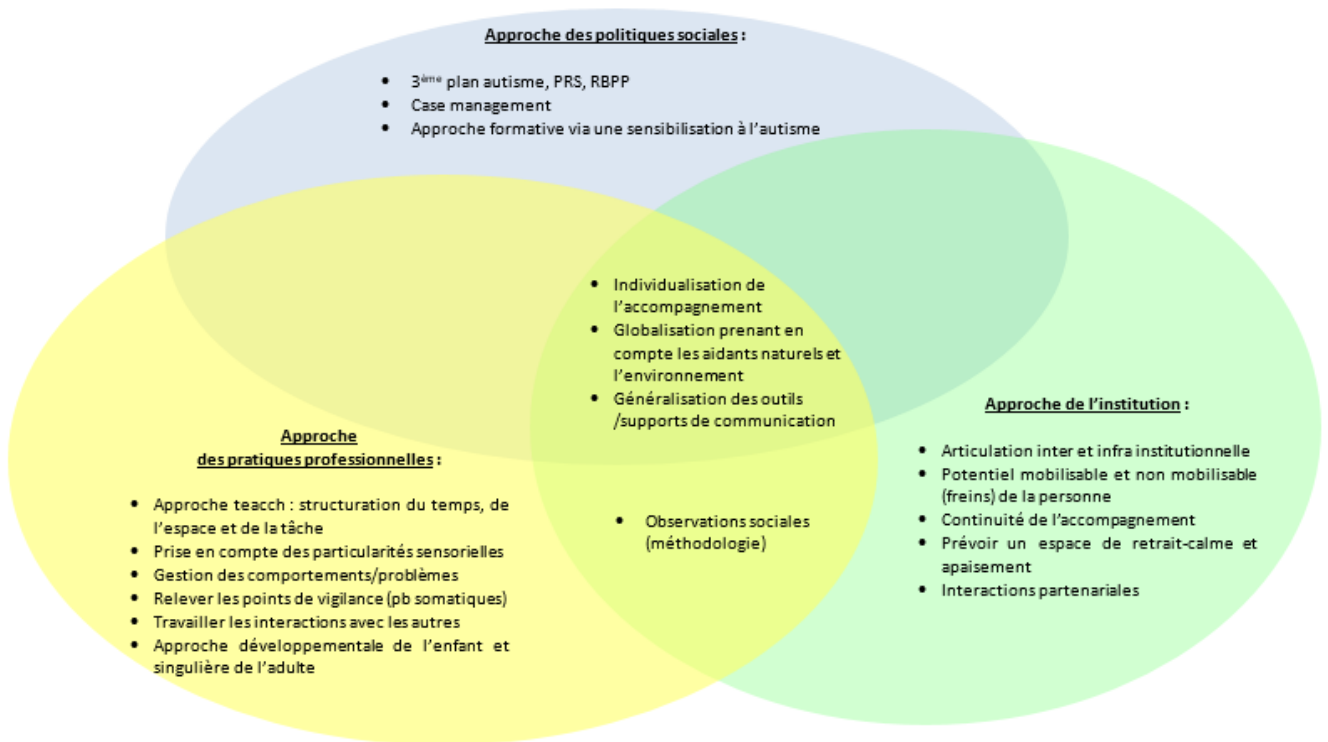 Approche des politiques sociales :
• 3ème plan autisme, PRS, RBPP
• Case management
• Approche formative via une sensibilisation à l’autisme
• Individualisation de
l’accompagnement
• Globalisation prenant en
compte les aidants naturels et
l’environnement
• Généralisation des outils
/supports de communication
• Observations sociales
(méthodologie)
Approche
des pratiques professionnelles :
• Approche teacch : structuration du temps, de
l’espace et de la tâche
• Prise en compte des particularités sensorielles
• Gestion des comportements/problèmes
• Relever les points de vigilance (pb somatiques)
• Travailler les interactions avec les autres
• Approche développementale de l’enfant et
singulière de l’adulte
Approche de l’institution :
• Articulation inter et infra institutionnelle
• Potentiel mobilisable et non mobilisable
(freins) de la personne
• Continuité de l’accompagnement
• Prévoir un espace de retrait-calme et
apaisement
• Interactions partenariales